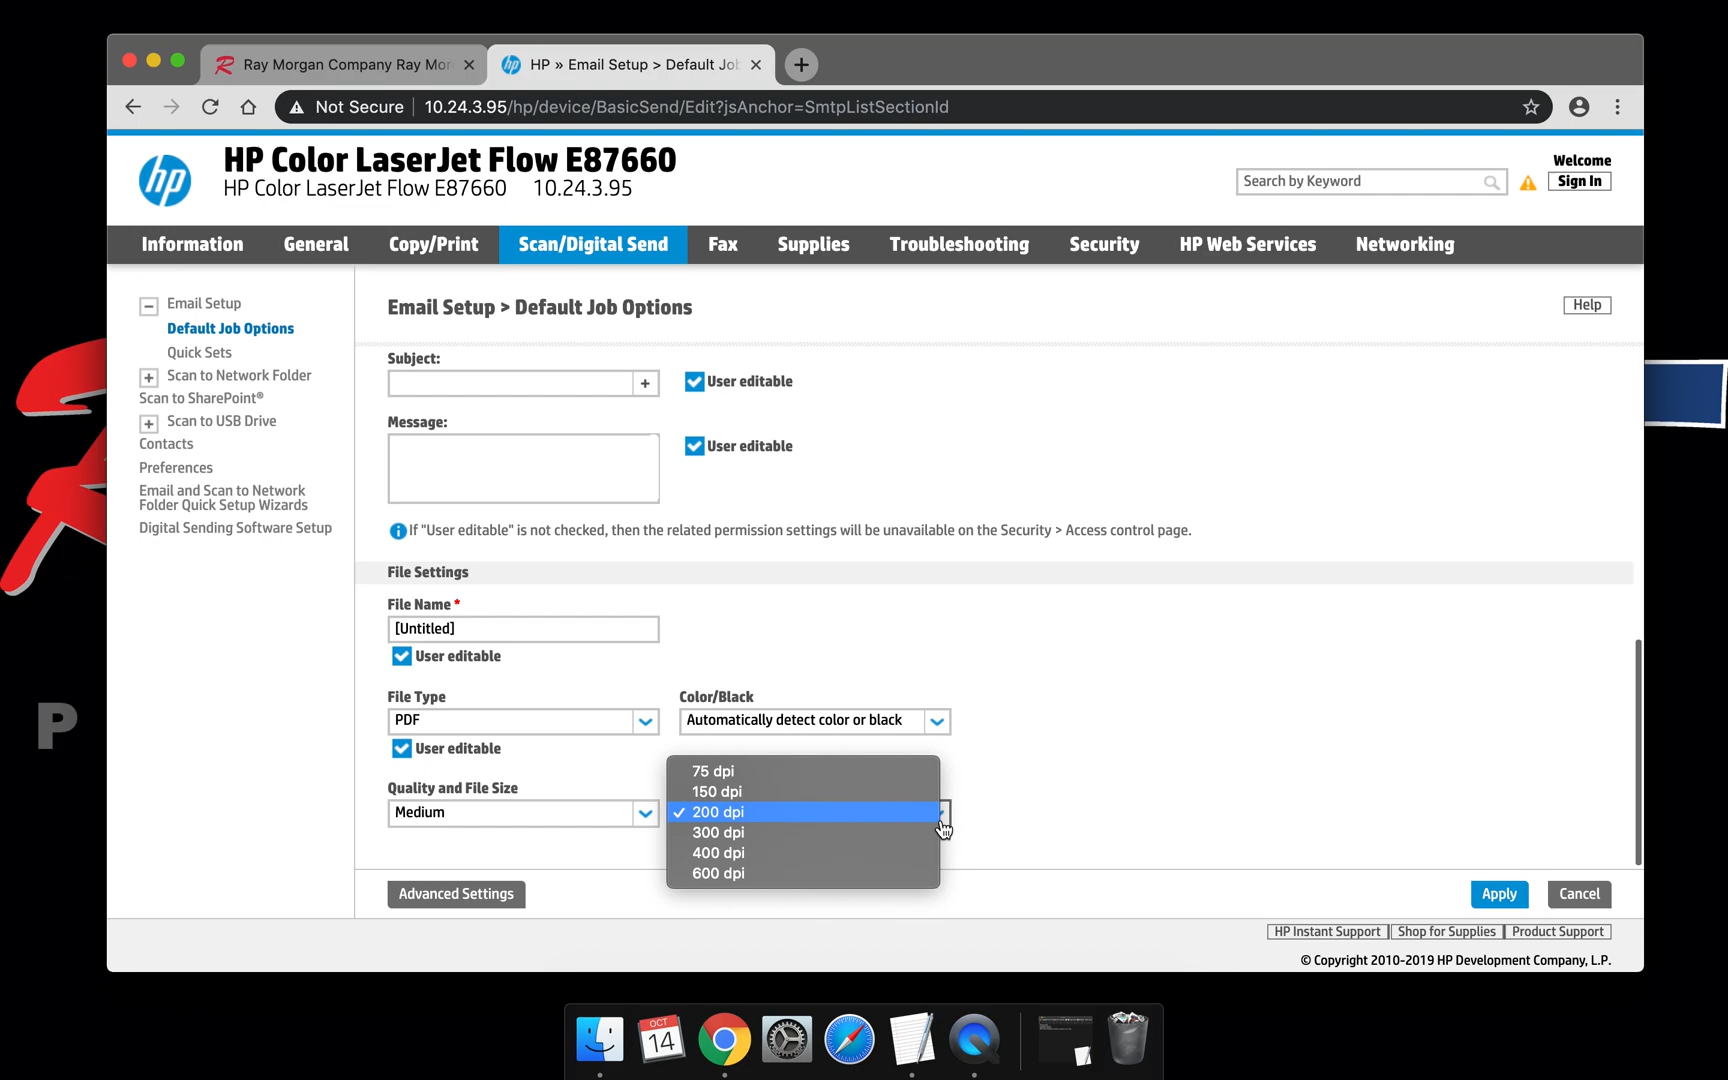 Ray Morgan Company Ray Mor
HP » Email Setup > Default Job
Not Secure
10.24.3.95/hp/device/BasicSend/Edit?jsAnchor=SmtpListSectionId
hp
HP Color LaserJet Flow E87660
HP Color LaserJet Flow E87660 10.24.3.95
Search by Keyword
Welcome
Sign In
Information General Copy/Print Scan/Digital Send Fax Supplies Troubleshooting Security HP Web Services Networking
Email Setup
Default Job Options
Quick Sets
Scan to Network Folder
Scan to SharePoint®
Scan to USB Drive
Contacts
Preferences
Email and Scan to Network
Folder Quick Setup Wizards
Digital Sending Software Setup
Email Setup > Default Job Options
Help
Subject:
User editable
Message:
User editable
If "User editable" is not checked, then the related permission settings will be unavailable on the Security > Access control page.
File Settings
File Name *
[Untitled]
User editable
File Type
PDF
User editable
Color/Black
Automatically detect color or black
Quality and File Size
Medium
75 dpi
150 dpi
200 dpi
300 dpi
400 dpi
600 dpi
Advanced Settings
Apply
Cancel
HP Instant Support
Shop for Supplies
Product Support
© Copyright 2010-2019 HP Development Company, L.P.
P
OCT
14